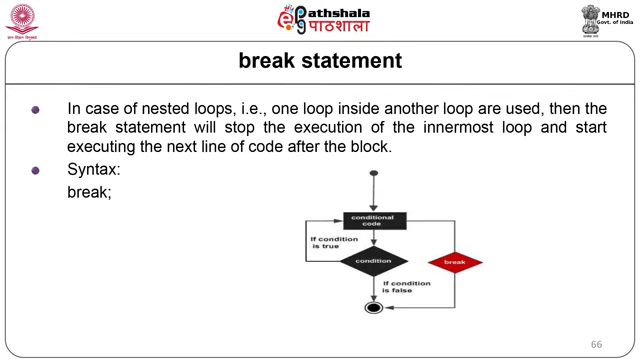 Pathshala
पाठशाला
MHRD
Govt. of India
break statement
In case of nested loops, i.e., one loop inside another loop are used, then the
break statement will stop the execution of the innermost loop and start
executing the next line of code after the block.
Syntax:
break;
conditional
code
If condition
is true
condition
break
If condition
is false
66